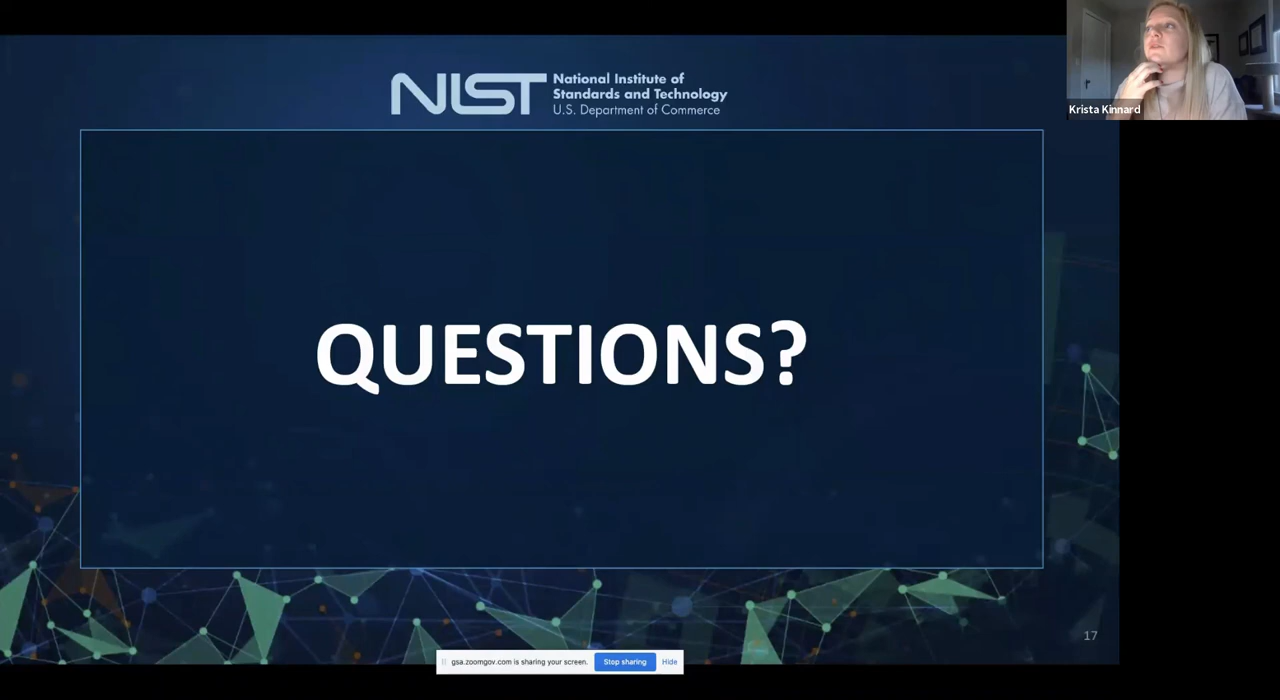 NIST
National Institute of
Standards and Technology
U.S. Department of Commerce
Krista Kinnard
QUESTIONS?
17
gsa.zoomgov.com is sharing your screen.
Stop sharing
Hide